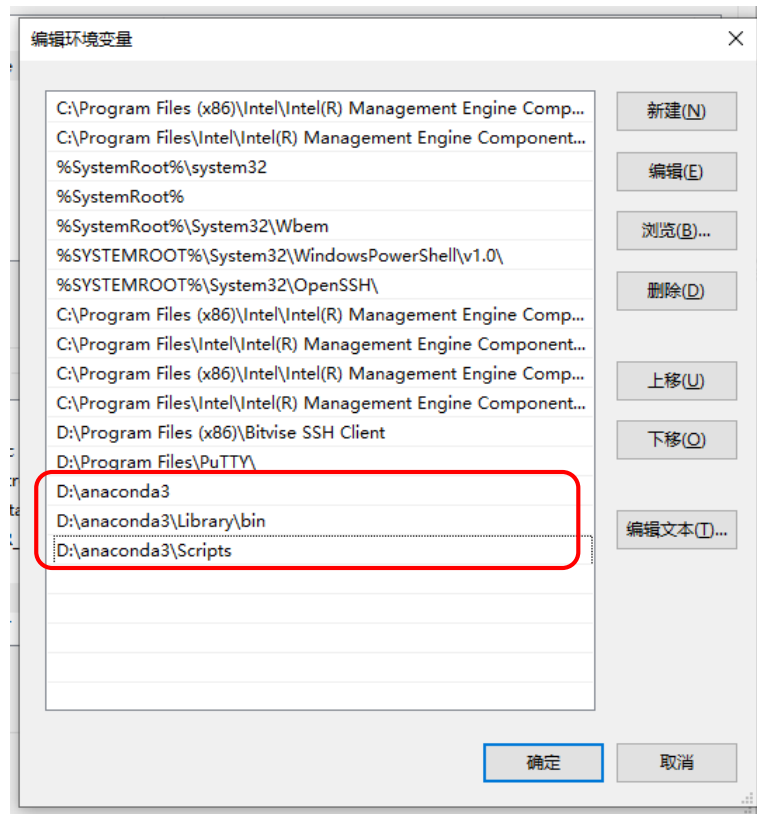 编辑环境变量
C:\Program Files (x86)\Intel\Intel(R) Management Engine Comp...
新建(N)
C:\Program Files\Intel\Intel(R) Management Engine Component...
%SystemRoot%\system32
编辑(E)
%SystemRoot%
%SystemRoot%\System32\Wbem
浏览(B)...
%SYSTEMROOT%\System32\WindowsPowerShell\v1.0\
%SYSTEMROOT%\System32\OpenSSH\
删除(D)
C:\Program Files (x86)\Intel\Intel(R) Management Engine Comp...
C:\Program Files\Intel\Intel(R) Management Engine Component...
C:\Program Files (x86)\Intel\Intel(R) Management Engine Comp...
上移(U)
C:\Program Files\Intel\Intel(R) Management Engine Component...
D:\Program Files (x86)\Bitvise SSH Client
下移(O)
D:\Program Files\PuTTY\
D:\anaconda3
D:\anaconda3\Library\bin
编辑文本(T)...
D:\anaconda3\Scripts
确定
取消